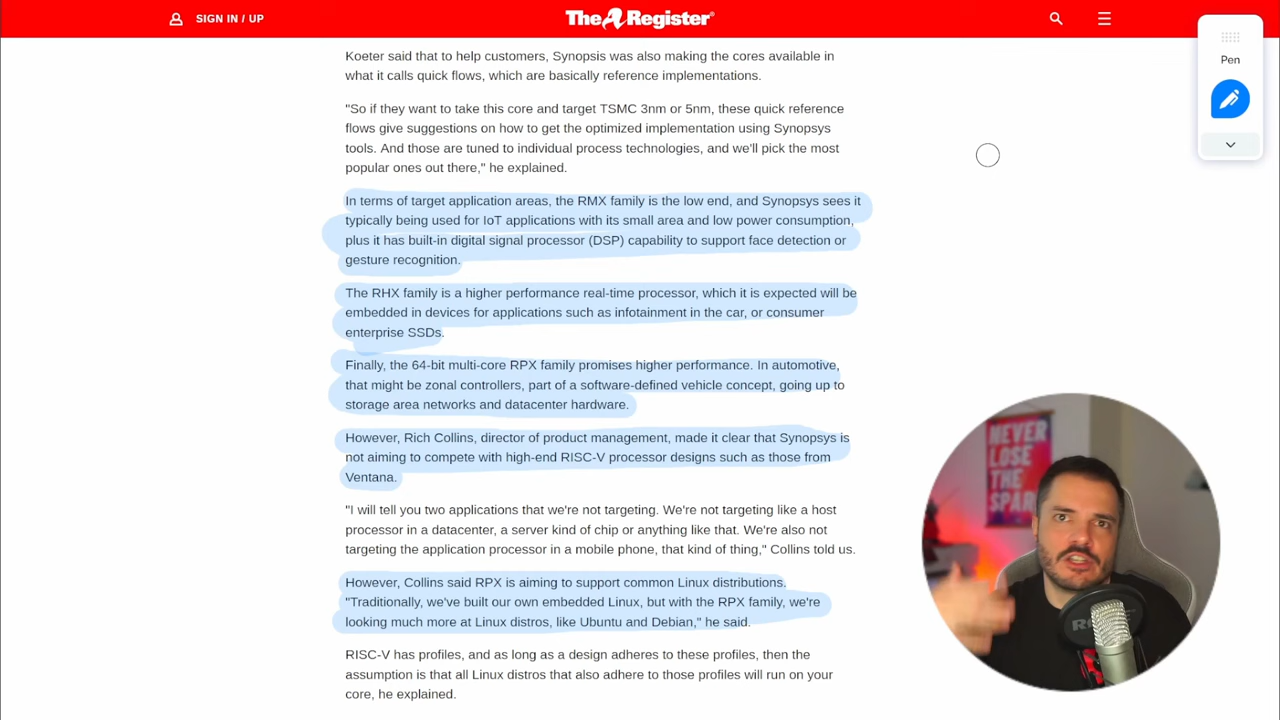 SIGN IN / UP
The Register®
Pen
Koeter said that to help customers, Synopsis was also making the cores available in
what it calls quick flows, which are basically reference implementations.
"So if they want to take this core and target TSMC 3nm or 5nm, these quick reference
flows give suggestions on how to get the optimized implementation using Synopsys
tools. And those are tuned to individual process technologies, and we'll pick the most
popular ones out there," he explained.
In terms of target application areas, the RMX family is the low end, and Synopsys sees it
typically being used for IoT applications with its small area and low power consumption,
plus it has built-in digital signal processor (DSP) capability to support face detection or
gesture recognition.
The RHX family is a higher performance real-time processor, which it is expected will be
embedded in devices for applications such as infotainment in the car, or consumer
enterprise SSDs.
Finally, the 64-bit multi-core RPX family promises higher performance. In automotive,
that might be zonal controllers, part of a software-defined vehicle concept, going up to
storage area networks and datacenter hardware.
However, Rich Collins, director of product management, made it clear that Synopsys is
not aiming to compete with high-end RISC-V processor designs such as those from
Ventana.
"I will tell you two applications that we're not targeting. We're not targeting like a host
processor in a datacenter, a server kind of chip or anything like that. We're also not
targeting the application processor in a mobile phone, that kind of thing," Collins told us.
However, Collins said RPX is aiming to support common Linux distributions.
"Traditionally, we've built our own embedded Linux, but with the RPX family, we're
looking much more at Linux distros, like Ubuntu and Debian," he said.
RISC-V has profiles, and as long as a design adheres to these profiles, then the
assumption is that all Linux distros that also adhere to those profiles will run on your
core, he explained.
NEVER
LOSE
THE
SPAR